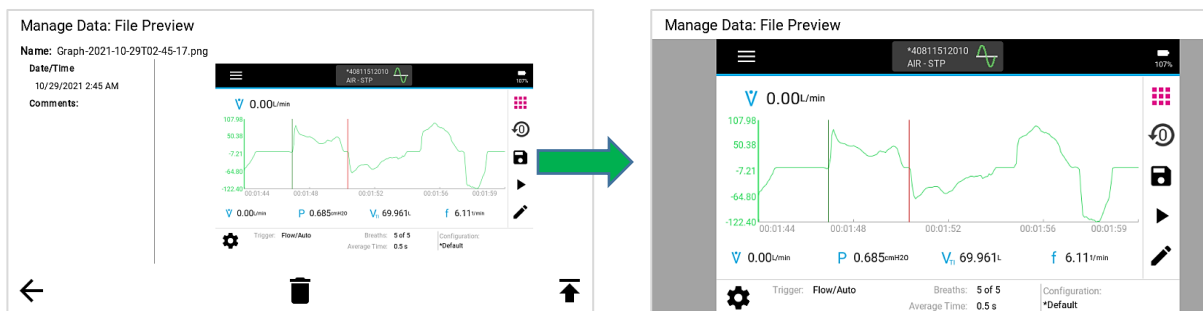 Manage Data: File Preview
Name: Graph-2021-10-29T02-45-17.png
Date/Time
10/29/2021 2:45 AM
Comments:
*40811512010
AIR - STP
107%
V̇ 0.00L/min
107.98
50.38
-7.21
-64.80
-122.40
00:01:44 00:01:48 00:01:52 00:01:56 00:01:59
V̇ 0.00L/min P 0.685cmH2O VTI 69.961L f 6.111/min
Trigger: Flow/Auto Breaths: 5 of 5 Configuration:
Average Time: 0.5 s *Default
Manage Data: File Preview
*40811512010
AIR - STP
107%
V̇ 0.00L/min
107.98
50.38
-7.21
-64.80
-122.40
00:01:44 00:01:48 00:01:52 00:01:56 00:01:59
V̇ 0.00L/min P 0.685cmH2O VTI 69.961L f 6.111/min
Trigger: Flow/Auto Breaths: 5 of 5 Configuration:
Average Time: 0.5 s *Default